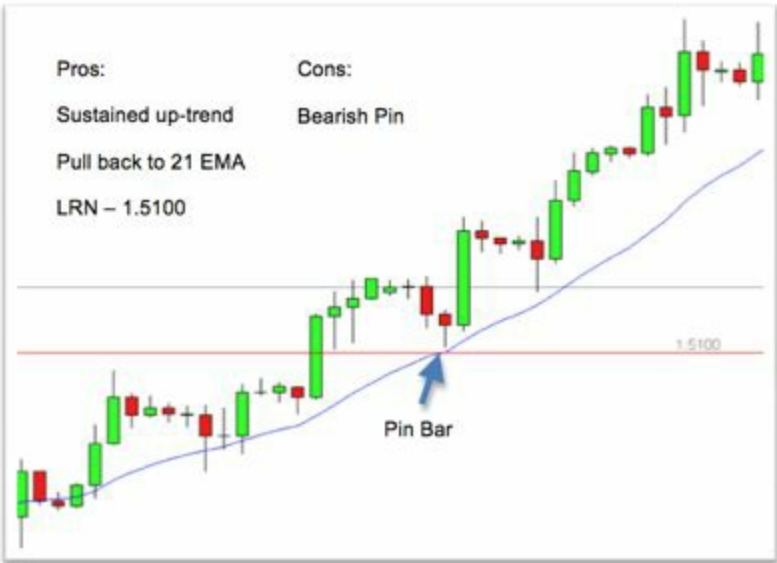 Pros:
Cons:
Sustained up-trend
Bearish Pin
Pull back to 21 EMA
LRN – 1.5100
1.5100
Pin Bar